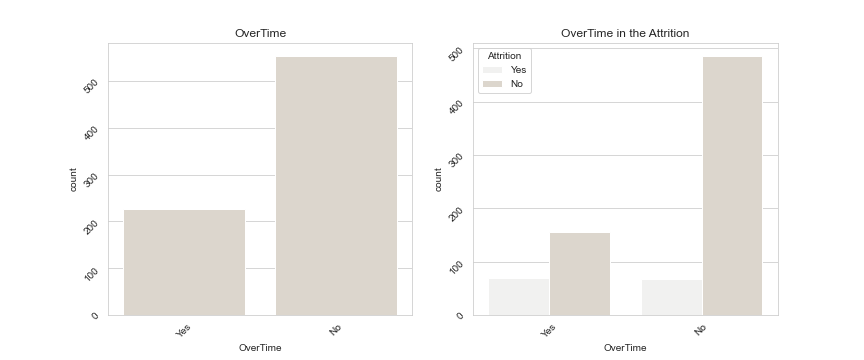 OverTime
500
400
300
200
100
0
count
Yes
No
OverTime
OverTime in the Attrition
Attrition
Yes
No
500
400
300
200
100
0
count
Yes
No
OverTime